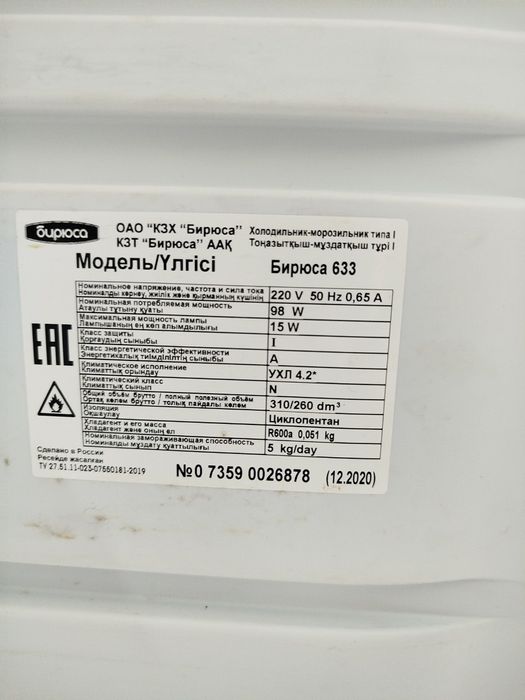 бирюса
ОАО "КЗХ "Бирюса" Холодильник-морозильник типа I
КЗТ "Бирюса" ААҚ Тоңазытқыш-мұздатқыш түрі I
Модель/Үлгісі Бирюса 633
Номинальное напряжение, частота и сила тока
Номиналды кернеу, жиілік және қырманның күшінің 220 V 50 Hz 0,65 A
Номинальная потребляемая мощность
Атаулы тұтыну қуаты 98 W
Максимальная мощность лампы
Лампышаның ең көп алымдылығы 15 W
Класс защиты
Қорғаудың сыныбы I
Класс энергетической эффективности
Энергетикалық тиімділіктің сыныбы A
Климатическое исполнение
Климаттық орындау УХЛ 4.2*
Климатический класс
Климаттық сынып N
Общий объём брутто / полный полезный объём
Ортақ көлем брутто / толық пайдалы көлем 310/260 dm³
Изоляция
Оқшаулау Циклопентан
Хладагент и его масса
Хладагент және оның ел R600a 0,051 kg
Номинальная замораживающая способность
Номиналды мұздату қуаттылығы 5 kg/day
EAC
Сделано в России
Ресейде жасалған
ТУ 27.51.11-023-07550181-2019
№0 7359 0026878 (12.2020)